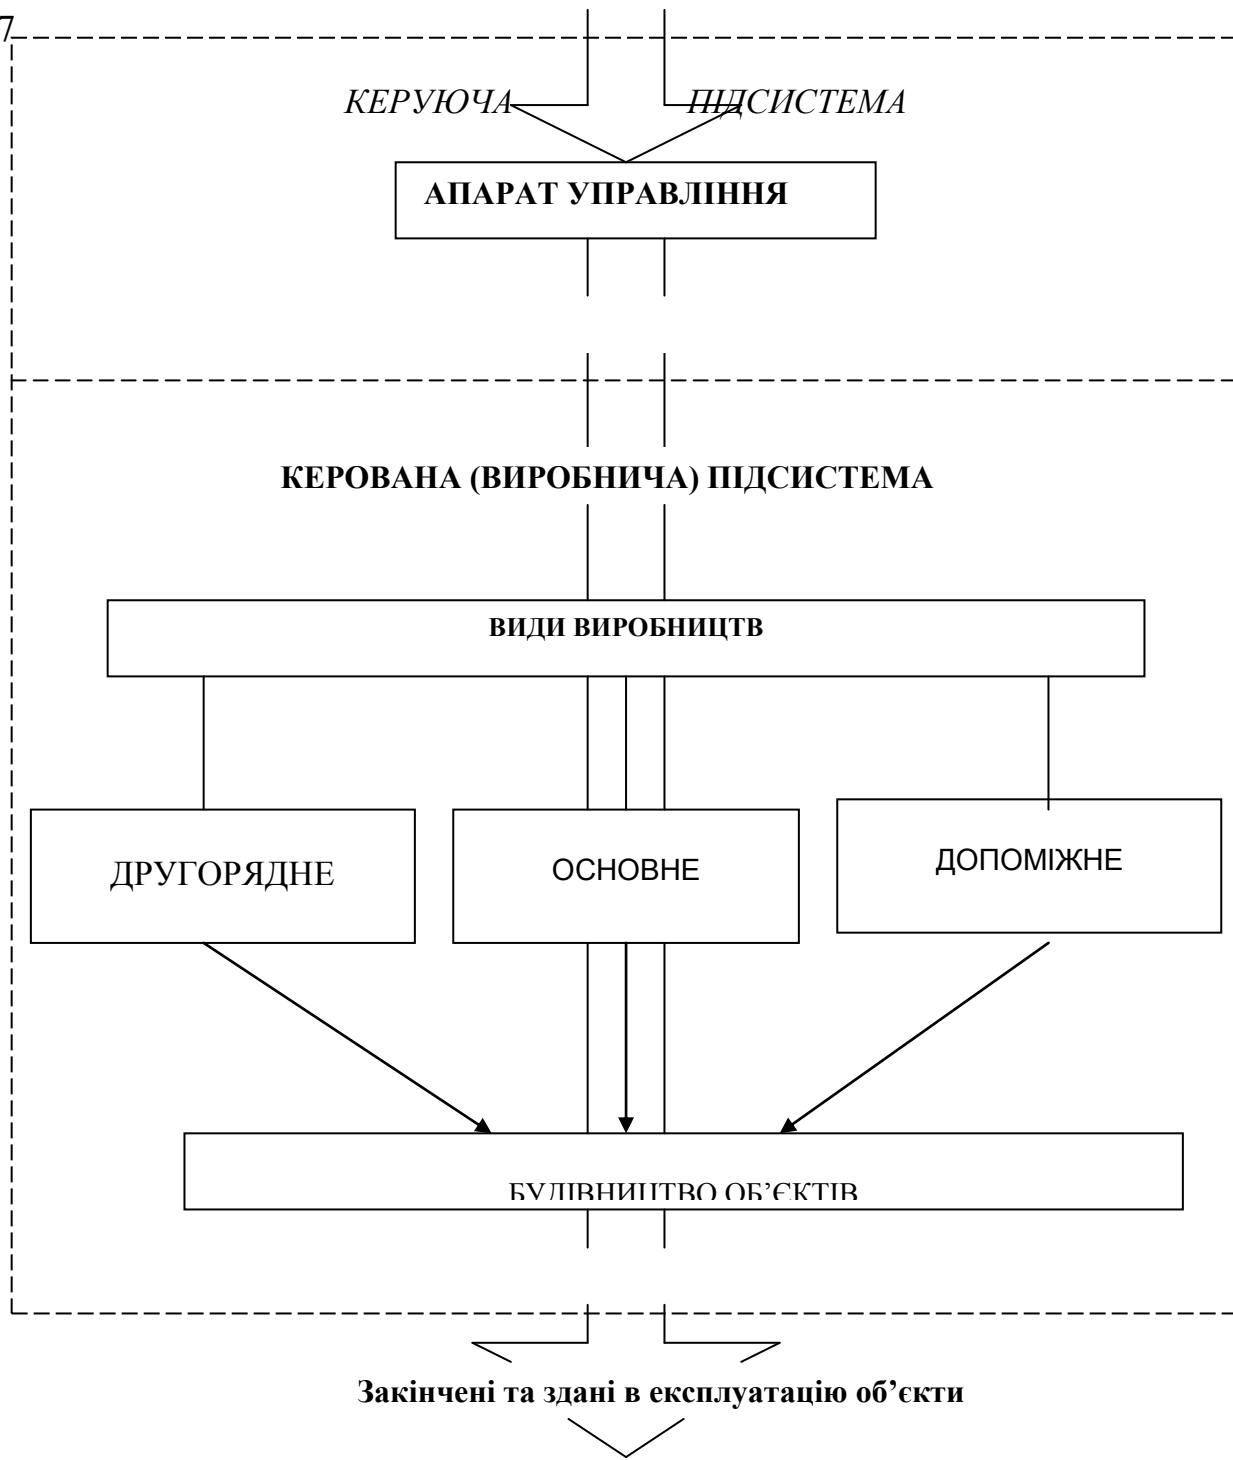 7
КЕРУЮЧА ПІДСИСТЕМА
АПАРАТ УПРАВЛІННЯ
КЕРОВАНА (ВИРОБНИЧА) ПІДСИСТЕМА
ВИДИ ВИРОБНИЦТВ
ДРУГОРЯДНЕ
ОСНОВНЕ
ДОПОМІЖНЕ
БУДІВНИЦТВО ОБ’ЄКТІВ
Закінчені та здані в експлуатацію об’єкти